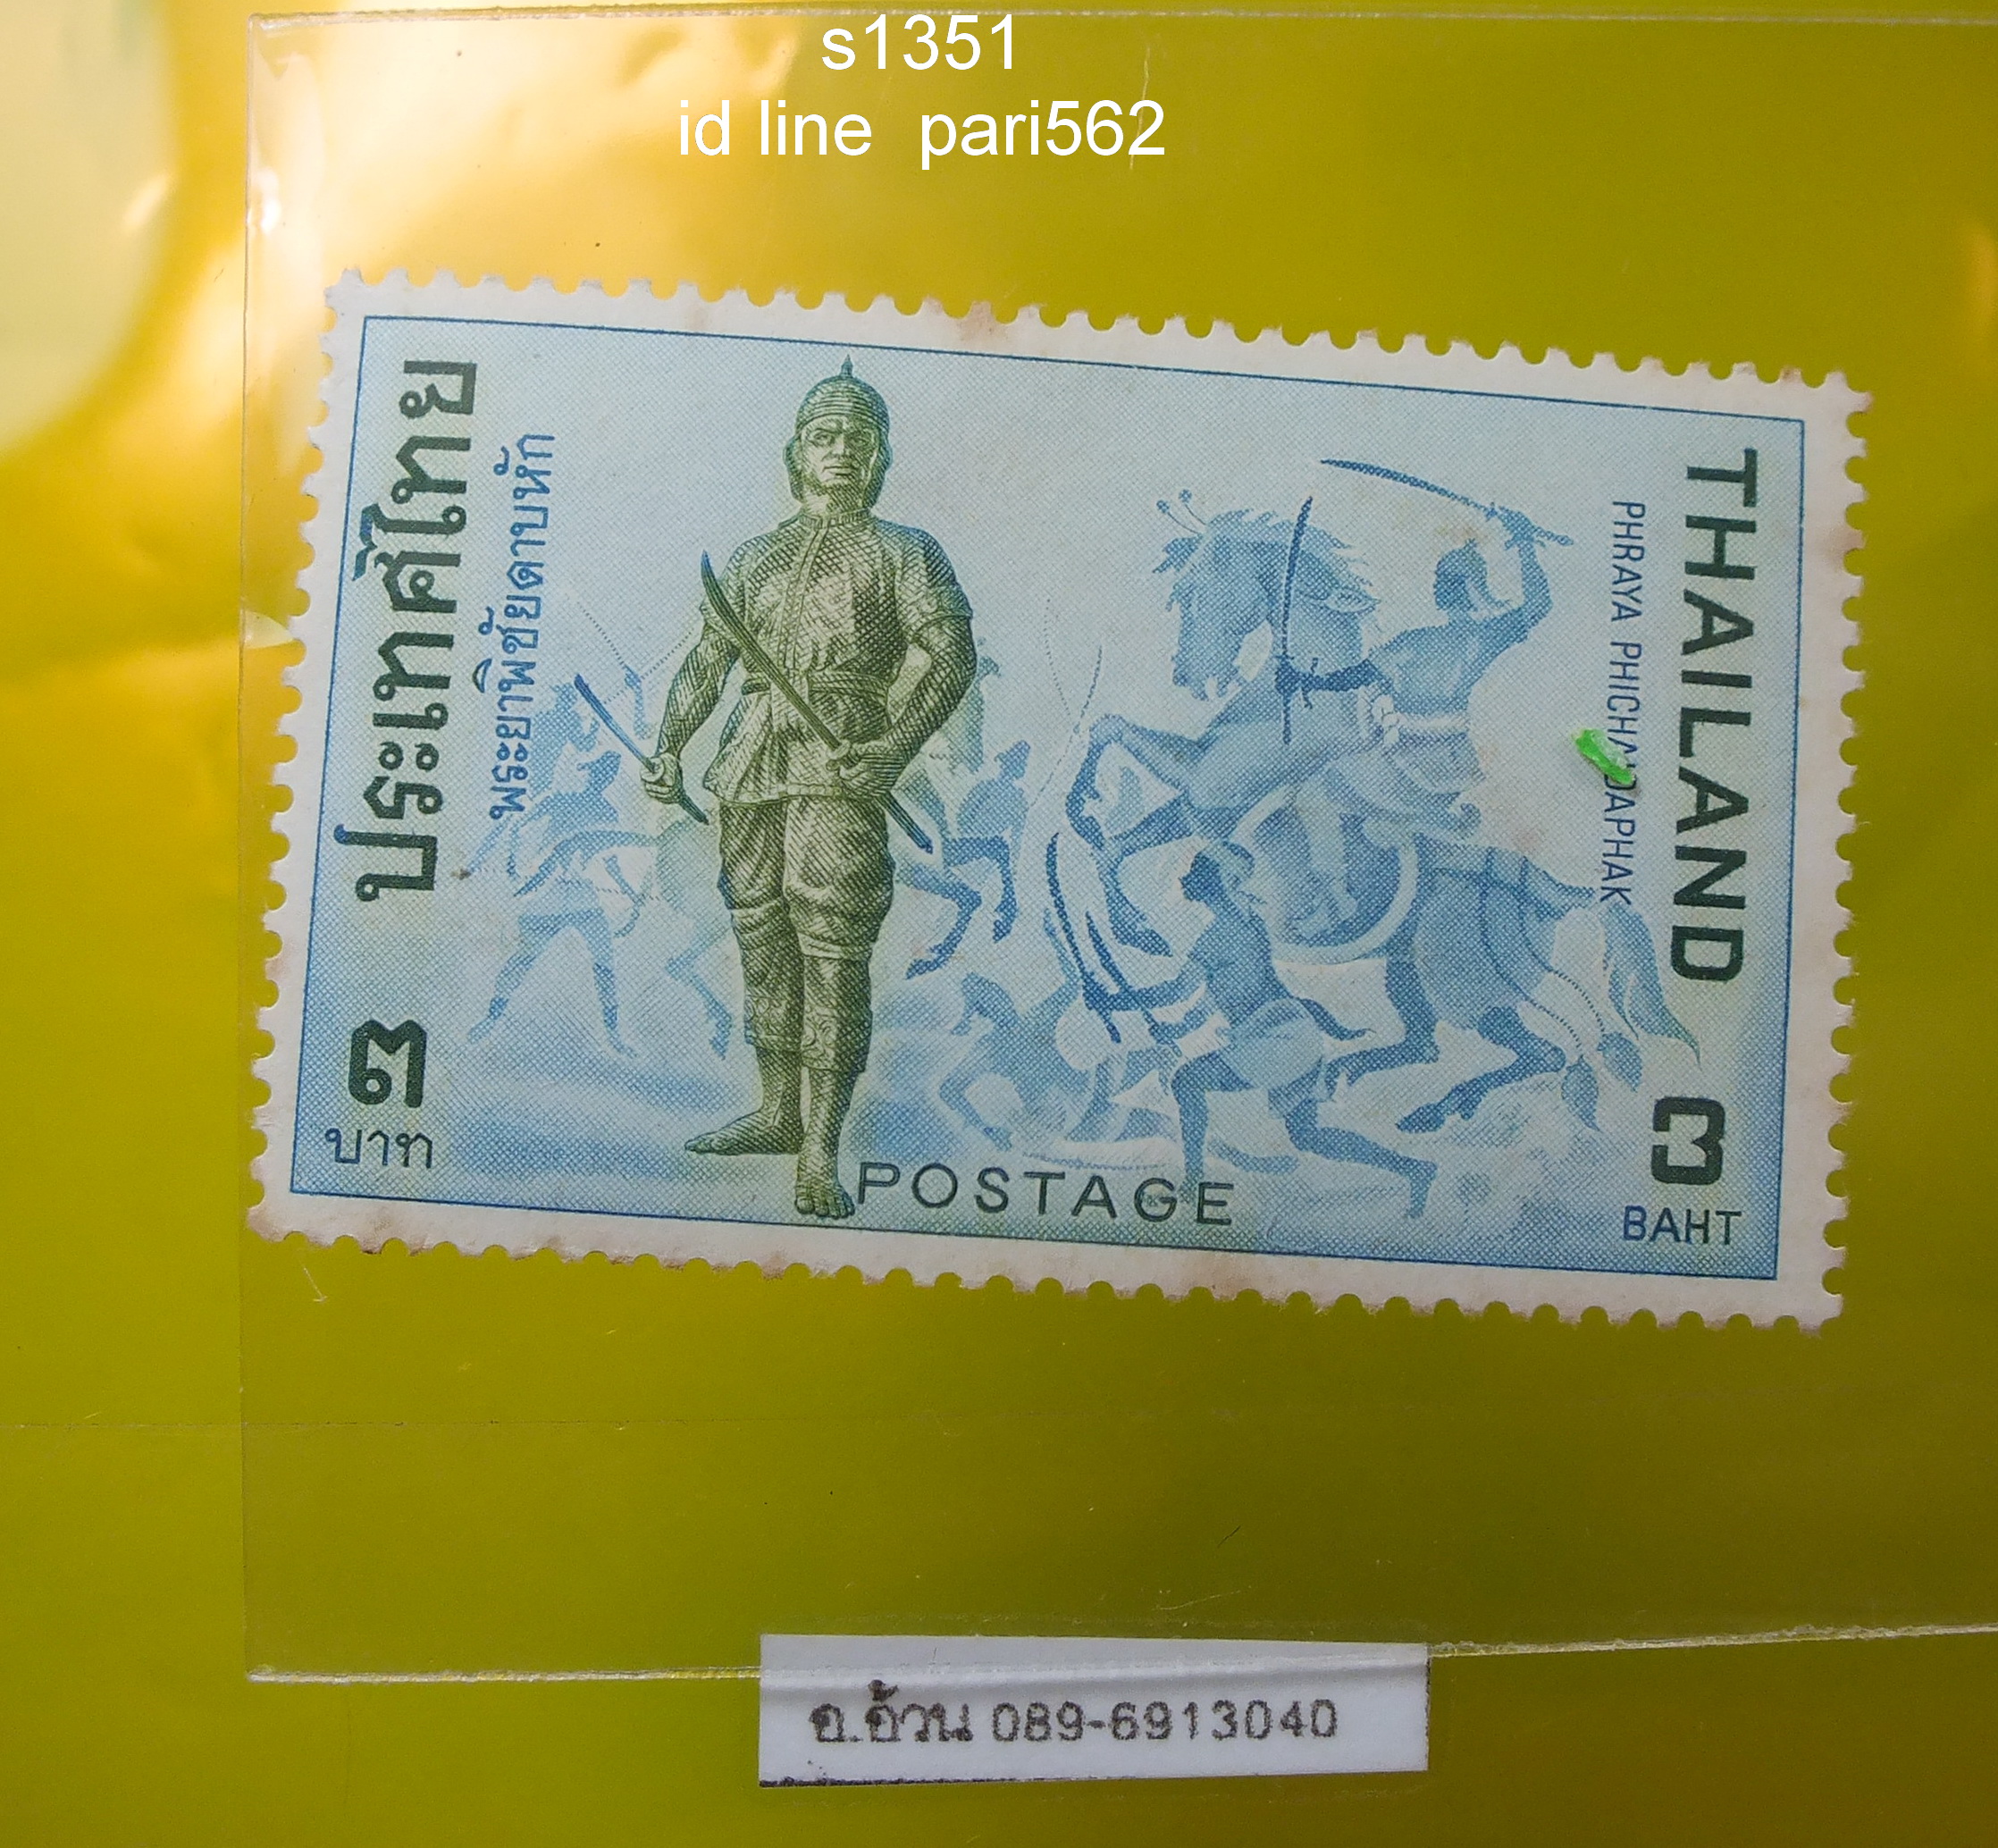 s1351
id line pari562
ประเทศไทย
พระยาพิชัยดาบหัก
๓
บาท
POSTAGE
THAILAND
PHRAYA PHICHAIDAPHAK
3
BAHT
อ.อ้วน 089-6913040